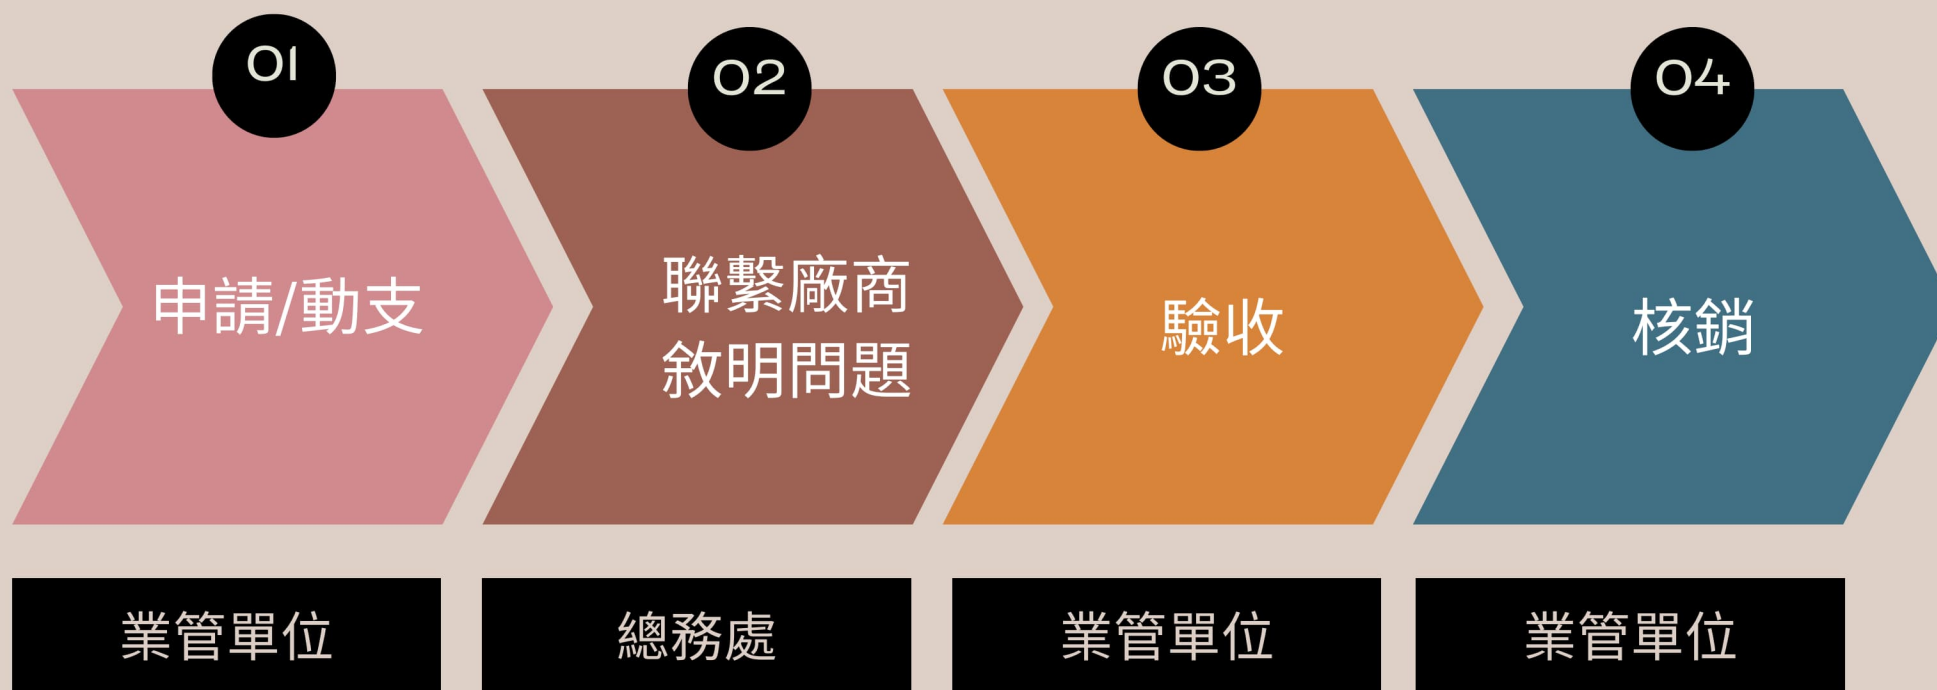 01
02
03
04
申請/動支
聯繫廠商
敘明問題
驗收
核銷
業管單位
總務處
業管單位
業管單位